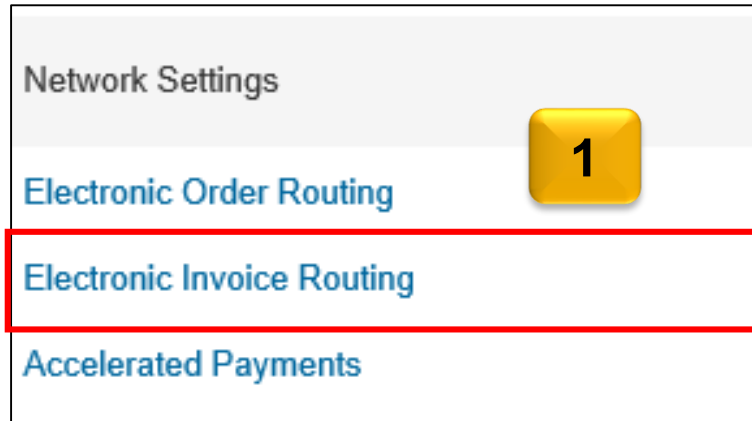 Network Settings
1
Electronic Order Routing
Electronic Invoice Routing
Accelerated Payments